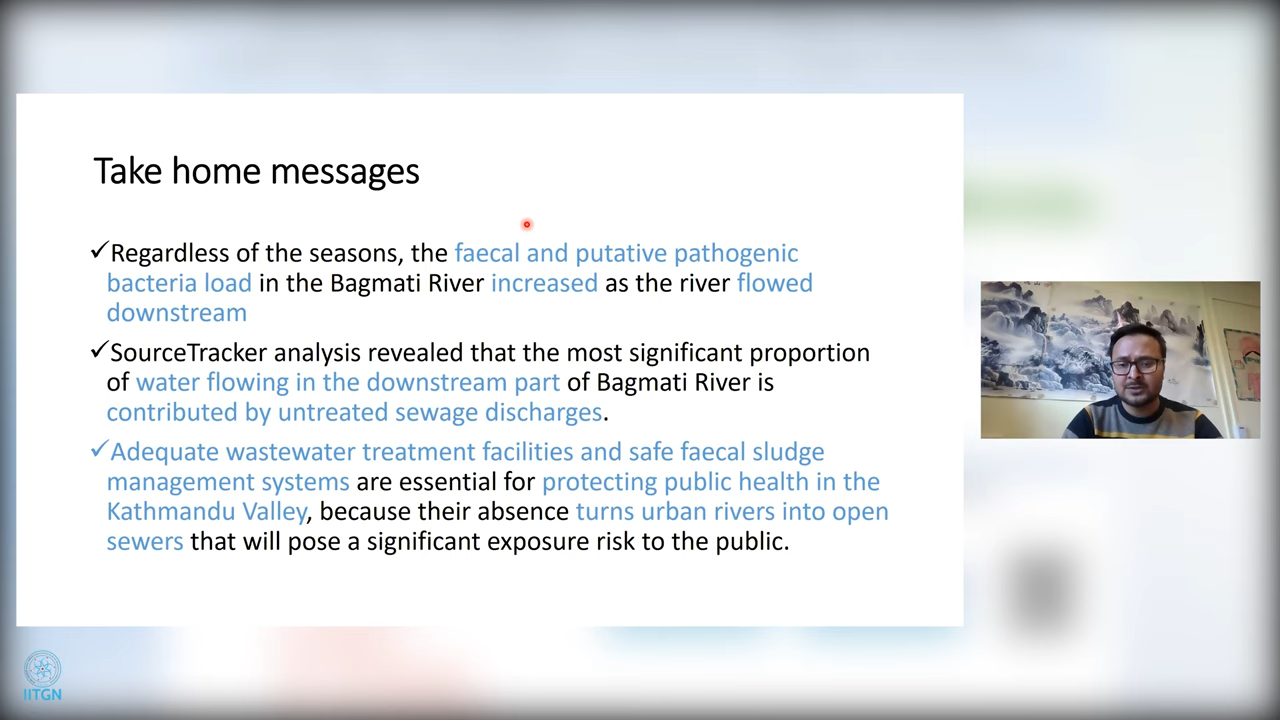 Take home messages
✓Regardless of the seasons, the faecal and putative pathogenic
bacteria load in the Bagmati River increased as the river flowed
downstream
✓SourceTracker analysis revealed that the most significant proportion
of water flowing in the downstream part of Bagmati River is
contributed by untreated sewage discharges.
✓Adequate wastewater treatment facilities and safe faecal sludge
management systems are essential for protecting public health in the
Kathmandu Valley, because their absence turns urban rivers into open
sewers that will pose a significant exposure risk to the public.
IITGN